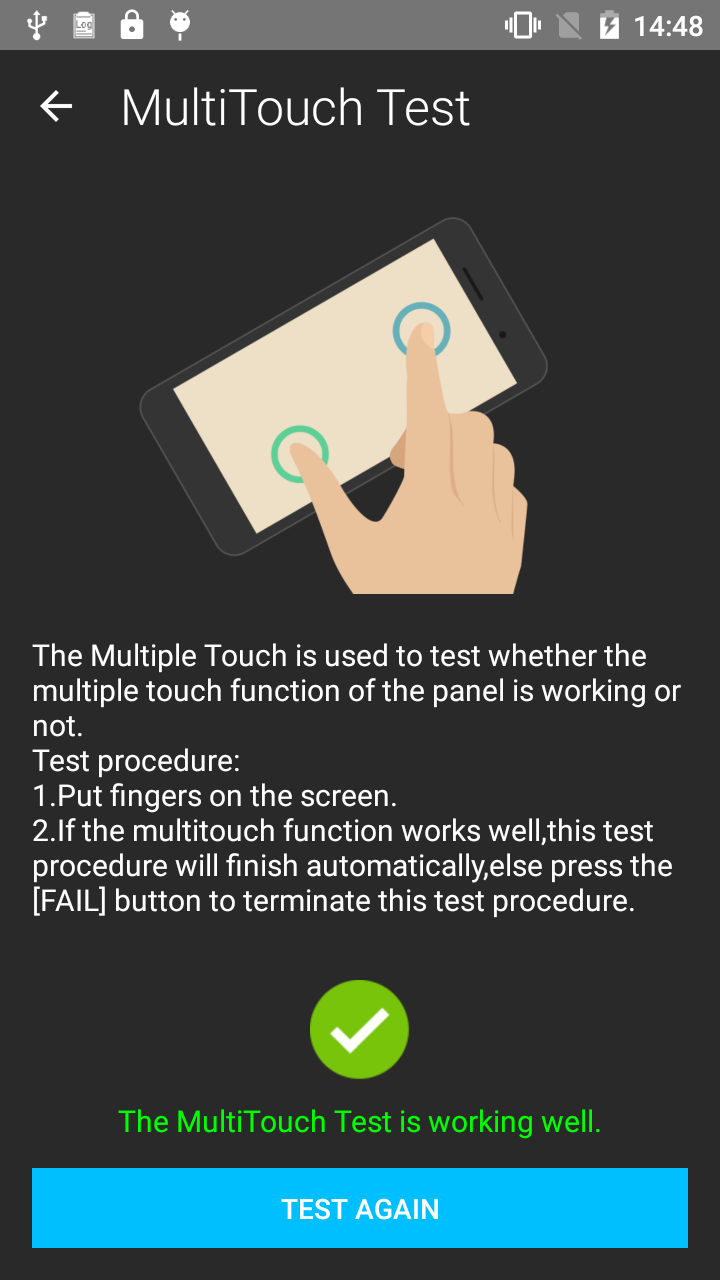 Log
14:48
MultiTouch Test
The Multiple Touch is used to test whether the
multiple touch function of the panel is working or
not.
Test procedure:
1.Put fingers on the screen.
2.If the multitouch function works well,this test
procedure will finish automatically,else press the
[FAIL] button to terminate this test procedure.
The MultiTouch Test is working well.
TEST AGAIN